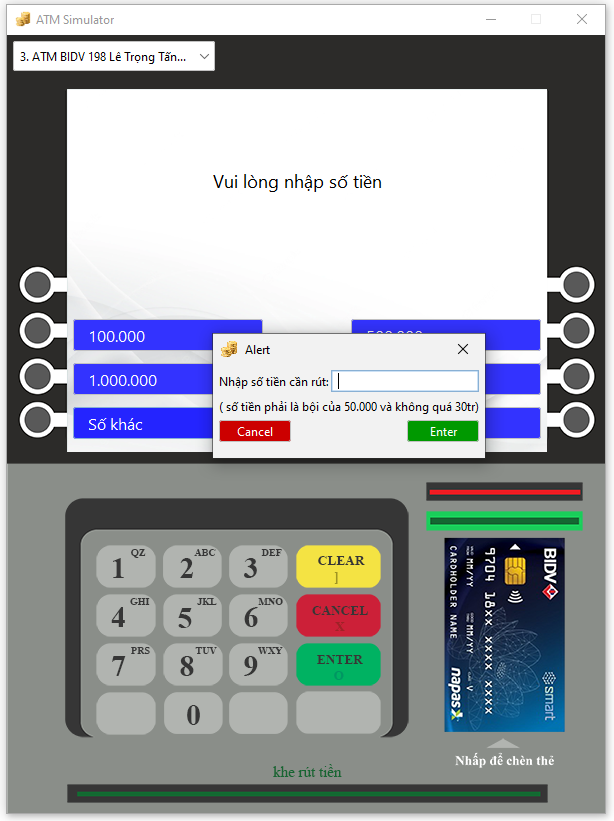 ATM Simulator
3. ATM BIDV 198 Lê Trọng Tấn...
Vui lòng nhập số tiền
100.000
1.000.000
Số khác
Alert
Nhập số tiền cần rút:
( số tiền phải là bội của 50.000 và không quá 30tr)
Cancel
Enter
1 QZ
2 ABC
3 DEF
CLEAR
]
4 GHI
5 JKL
6 MNO
CANCEL
X
7 PRS
8 TUV
9 WXY
ENTER
O
0
BIDV
smart
9704 18xx xxxx xxxx
MM/YY
MM/YY
V
CARDHOLDER NAME
napas
Nhấp để chèn thẻ
khe rút tiền